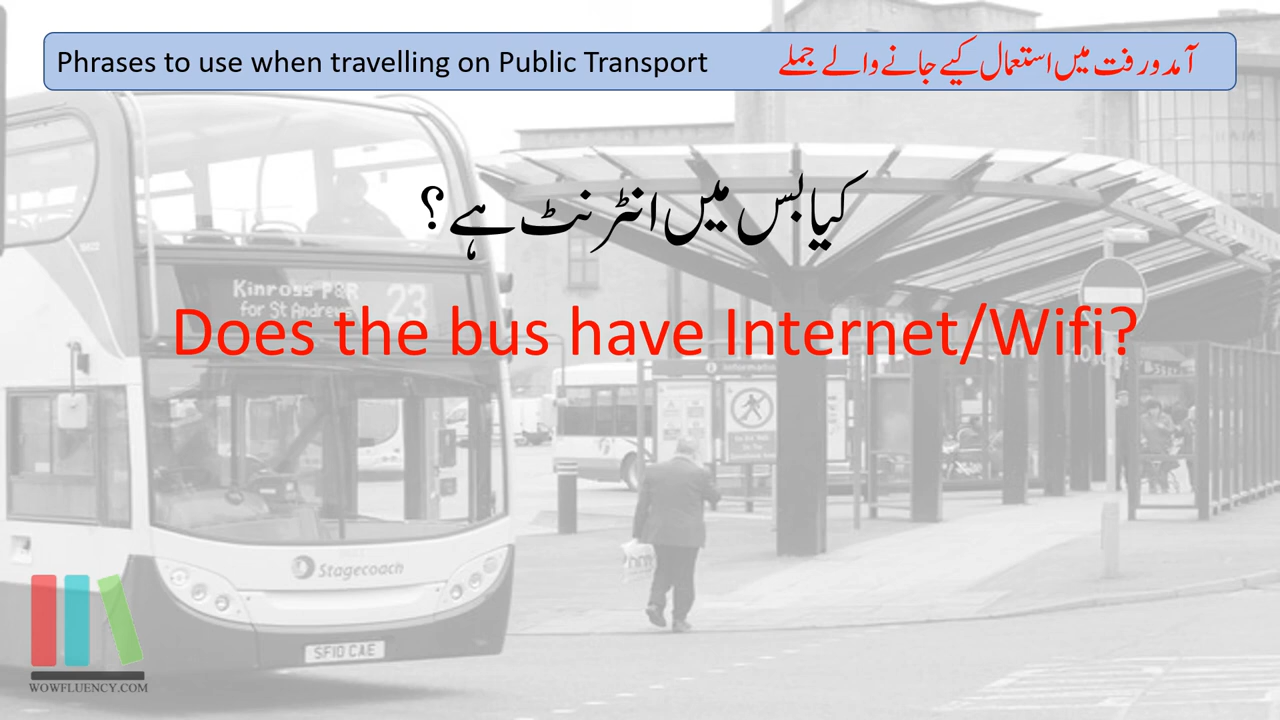 Phrases to use when travelling on Public Transport
آمدورفت میں استعمال کیے جانے والے جملے
کیا بس میں انٹرنٹ ہے؟
Does the bus have Internet/Wifi?
Kinross P&R
for St Andrews
23
Stagecoach
SF10 CAE
WOWFLUENCY.COM